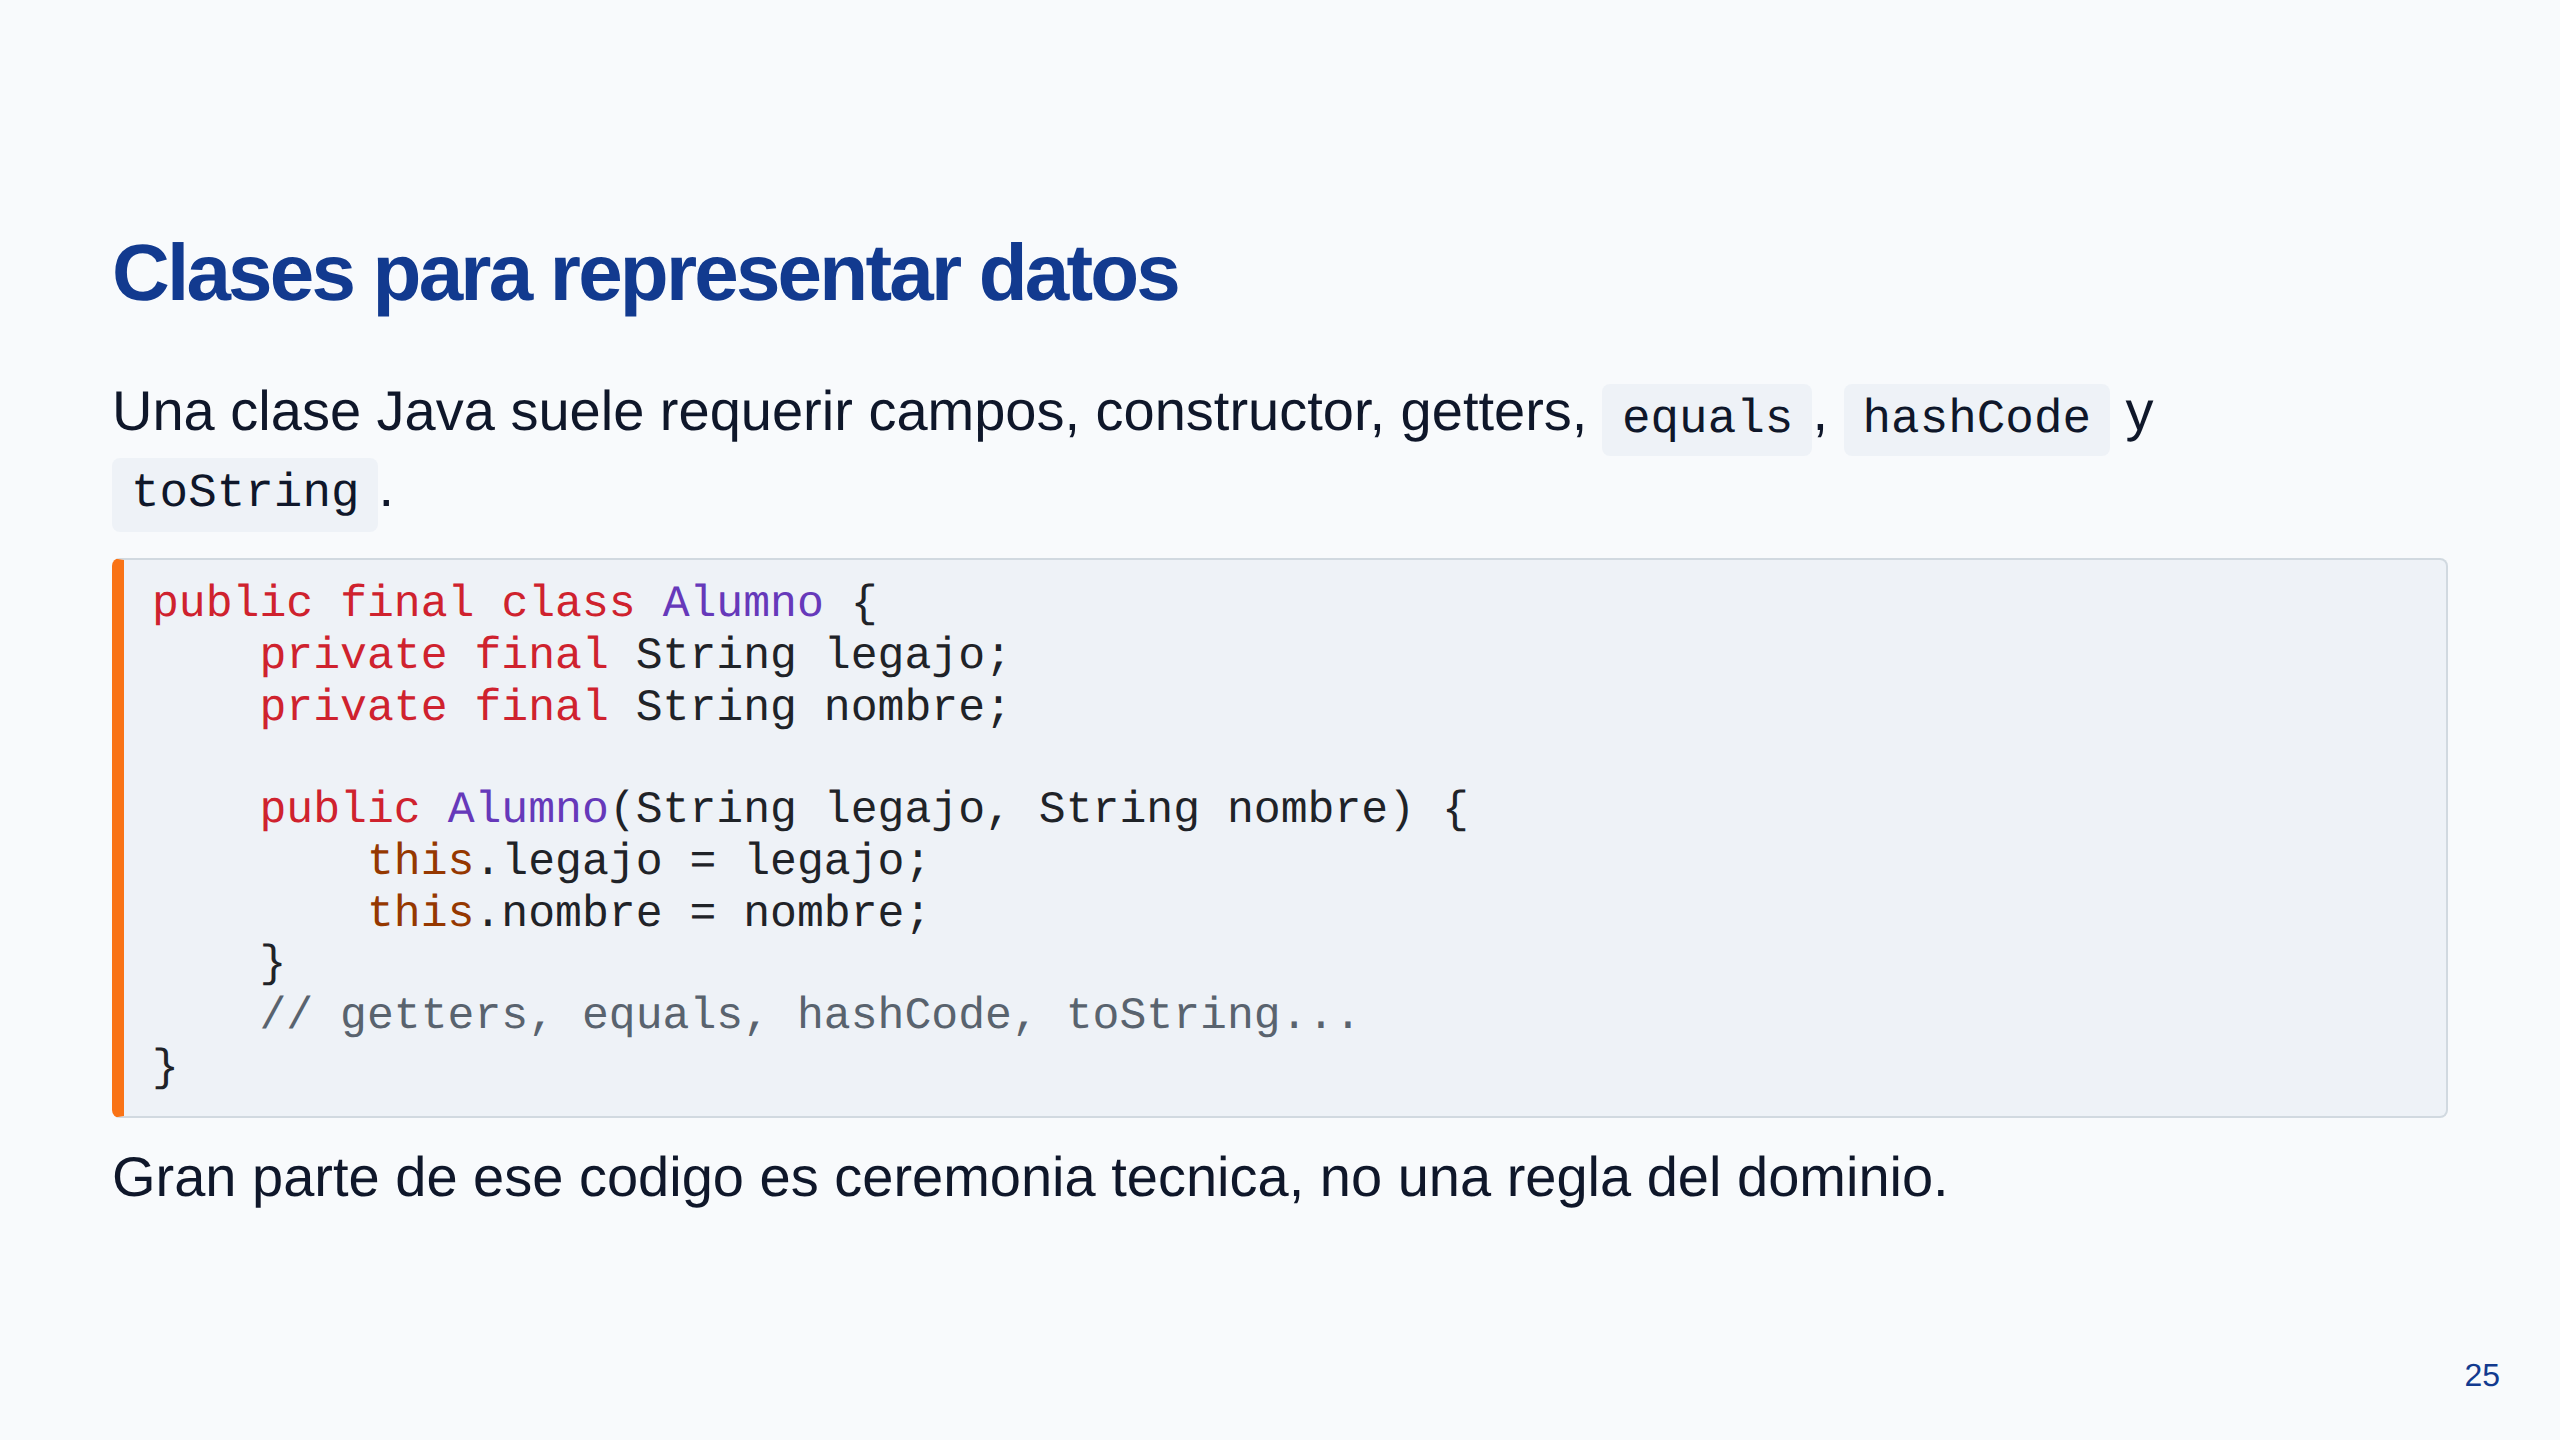 Clases para representar datos
Una clase Java suele requerir campos, constructor, getters, equals, hashCode y
toString.
public final class Alumno {
    private final String legajo;
    private final String nombre;

    public Alumno(String legajo, String nombre) {
        this.legajo = legajo;
        this.nombre = nombre;
    }
    // getters, equals, hashCode, toString...
}
Gran parte de ese codigo es ceremonia tecnica, no una regla del dominio.
25